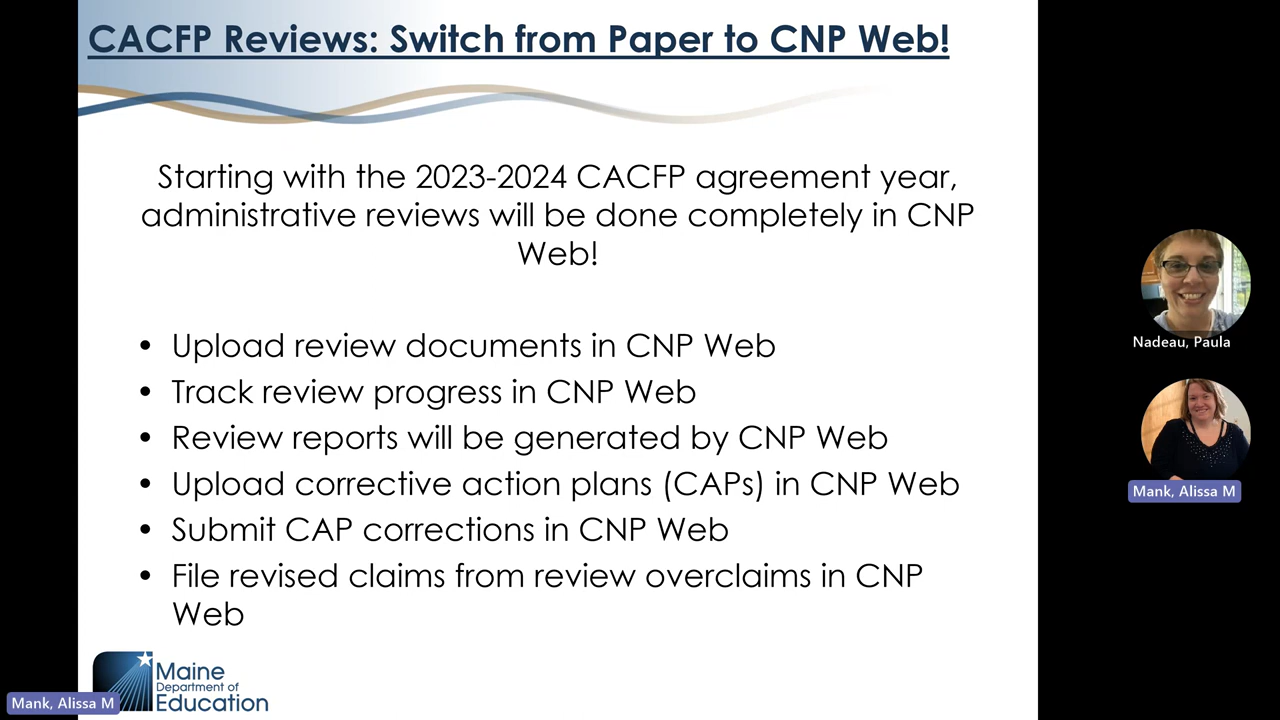 CACFP Reviews: Switch from Paper to CNP Web!
Starting with the 2023-2024 CACFP agreement year,
administrative reviews will be done completely in CNP
Web!
• Upload review documents in CNP Web
• Track review progress in CNP Web
• Review reports will be generated by CNP Web
• Upload corrective action plans (CAPs) in CNP Web
• Submit CAP corrections in CNP Web
• File revised claims from review overclaims in CNP
Web
Maine
Department of
Education
Mank, Alissa M
Nadeau, Paula
Mank, Alissa M